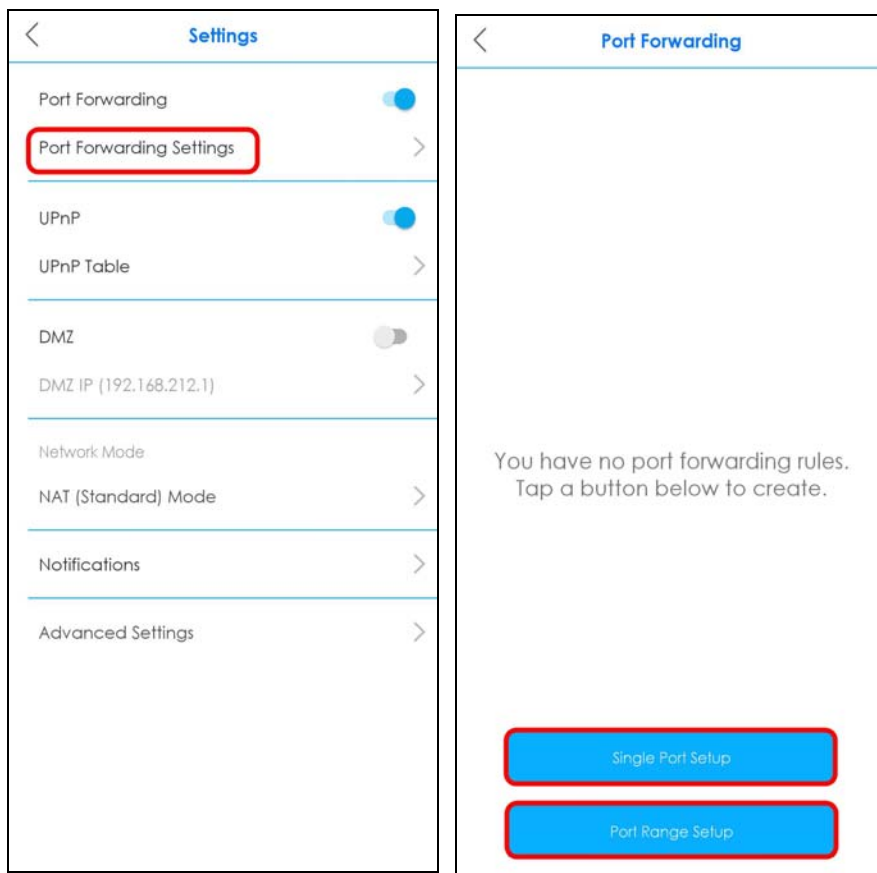 Settings
Port Forwarding
Port Forwarding Settings
UPnP
UPnP Table
DMZ
DMZ IP (192.168.212.1)
Network Mode
NAT (Standard) Mode
Notifications
Advanced Settings
Port Forwarding
You have no port forwarding rules.
Tap a button below to create.
Single Port Setup
Port Range Setup